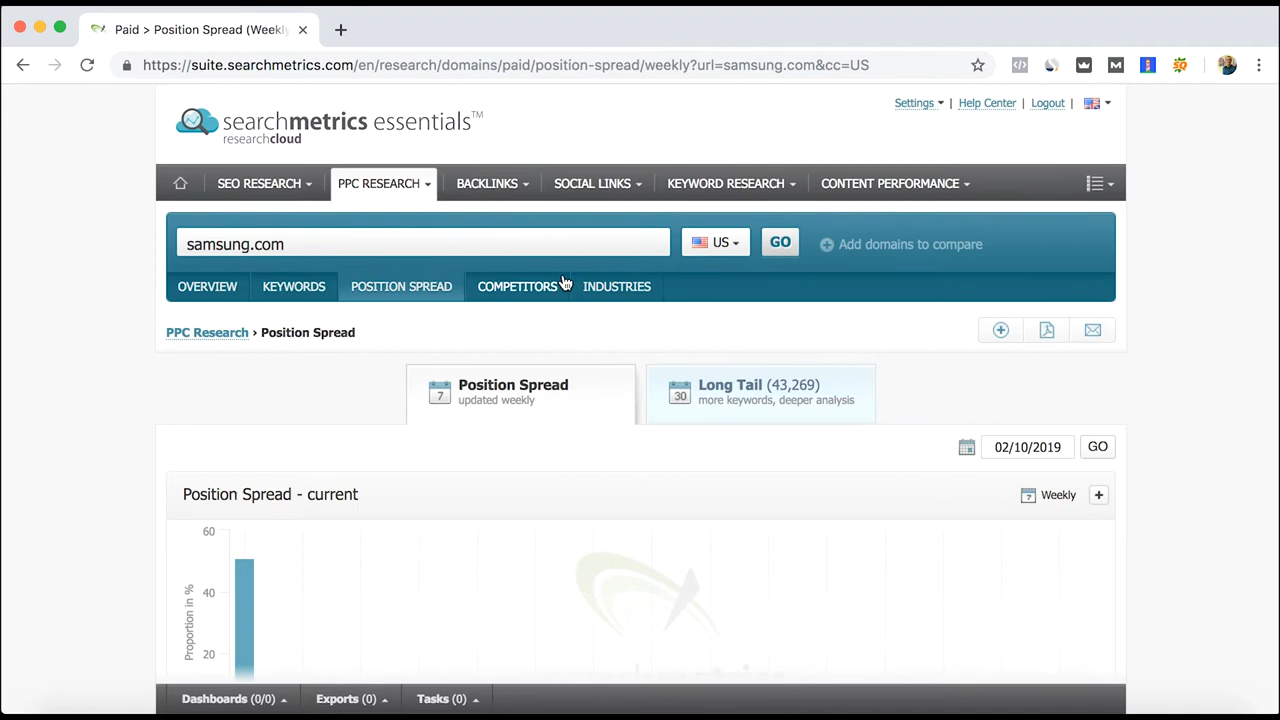 Paid > Position Spread (Weekly
https://suite.searchmetrics.com/en/research/domains/paid/position-spread/weekly?url=samsung.com&cc=US
Settings | Help Center | Logout |
searchmetrics essentials™
researchcloud
SEO RESEARCH PPC RESEARCH BACKLINKS SOCIAL LINKS KEYWORD RESEARCH CONTENT PERFORMANCE
samsung.com US GO Add domains to compare
OVERVIEW KEYWORDS POSITION SPREAD COMPETITORS INDUSTRIES
PPC Research › Position Spread
7 Position Spread
updated weekly
30 Long Tail (43,269)
more keywords, deeper analysis
02/10/2019 GO
Position Spread - current
7 Weekly +
60
40
20
Proportion in %
Dashboards (0/0) Exports (0) Tasks (0)